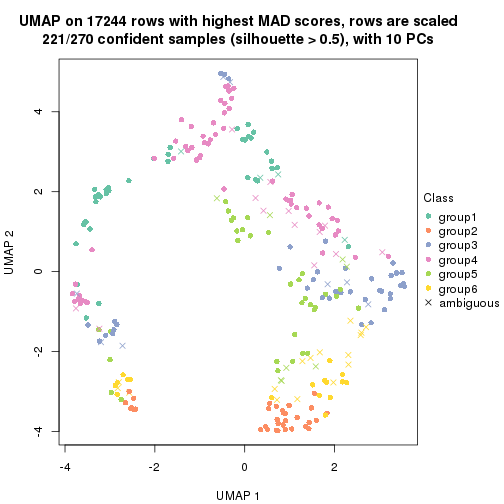 UMAP on 17244 rows with highest MAD scores, rows are scaled
221/270 confident samples (silhouette > 0.5), with 10 PCs
4
2
0
-2
-4
UMAP 2
-4
-2
0
2
UMAP 1
Class
group1
group2
group3
group4
group5
group6
ambiguous